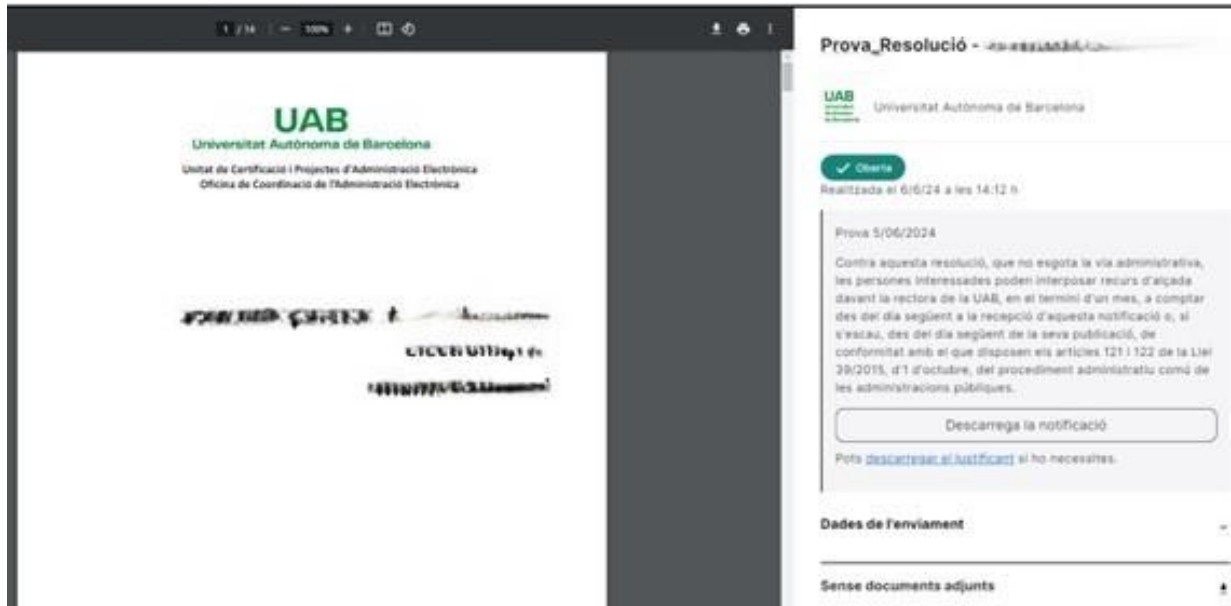 1 / 14 - 100% +
UAB
Universitat Autònoma de Barcelona
Unitat de Certificació i Projectes d'Administració Electrònica
Oficina de Coordinació de l'Administració Electrònica
Prova_Resolució -
UAB Universitat Autònoma de Barcelona
Oberta
Realitzada el 6/6/24 a les 14:12 h
Prova 5/06/2024
Contra aquesta resolució, que no esgota la via administrativa,
les persones interessades poden interposar recurs d'alçada
davant la rectora de la UAB, en el termini d'un mes, a comptar
des del dia següent a la recepció d'aquesta notificació o, si
s'escau, des del dia següent de la seva publicació, de
conformitat amb el que disposen els articles 121 i 122 de la Llei
39/2015, d'1 d'octubre, del procediment administratiu comú de
les administracions públiques.
Descarrega la notificació
Pots descarregar el justificant si ho necessites.
Dades de l'enviament
Sense documents adjunts